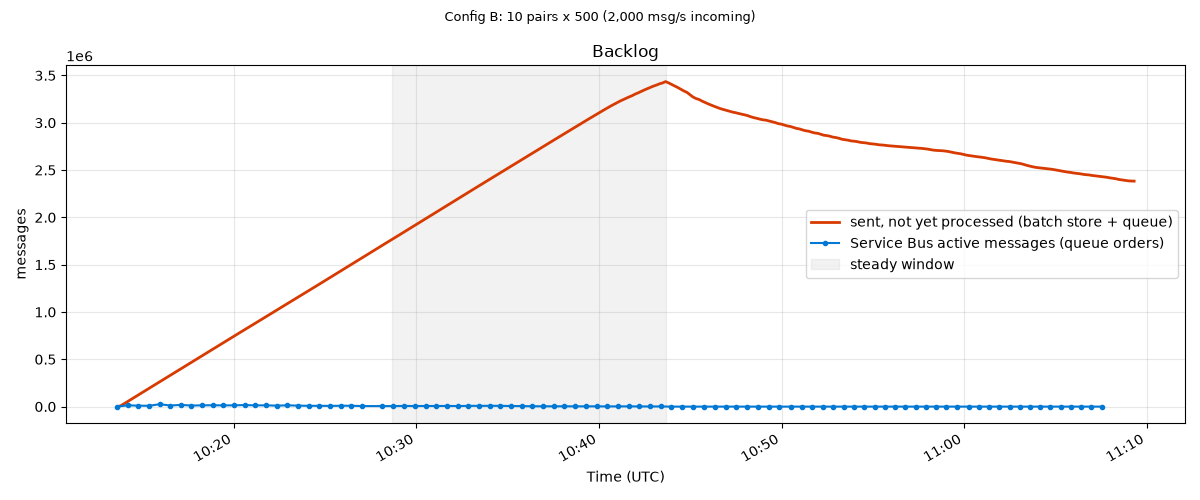 Config B: 10 pairs x 500 (2,000 msg/s incoming)
Backlog
1e6
3.5
3.0
2.5
2.0
1.5
1.0
0.5
0.0
messages
sent, not yet processed (batch store + queue)
Service Bus active messages (queue orders)
steady window
10:20
10:30
10:40
10:50
11:00
11:10
Time (UTC)